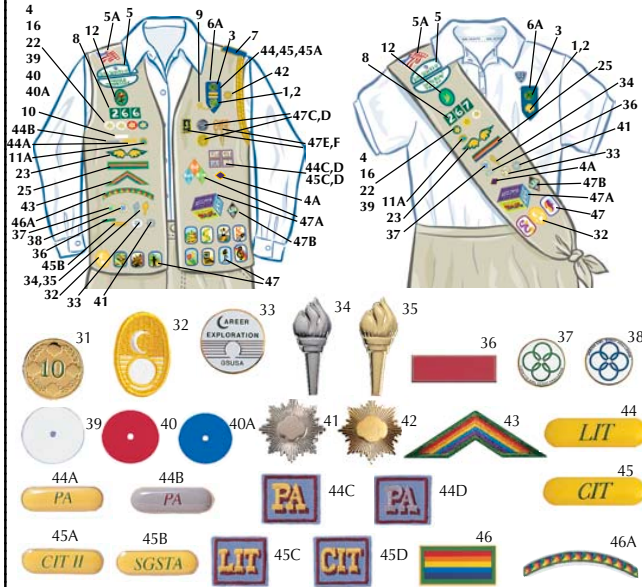 4
16
22
39
40
40A
8
12
5A
5
9
6A
3
7
44,45,45A
42
1,2
47C,D
47E,F
44C,D
45C,D
4A
47A
47B
47
10
44B
44A
11A
23
25
43
46A
37
38
36
45B
34,35
32
33
41
266
5A
5
12
8
6A
3
1,2
25
34
36
41
33
4A
47B
47A
47
32
4
16
22
39
11A
23
37
267
31
10
32
33
CAREER
EXPLORATION
GSUSA
34
35
36
37
38
39
40
40A
41
42
43
44
LIT
44A
PA
44B
PA
44C
PA
44D
PA
45
CIT
45A
CIT II
45B
SGSTA
45C
LIT
45D
CIT
46
46A